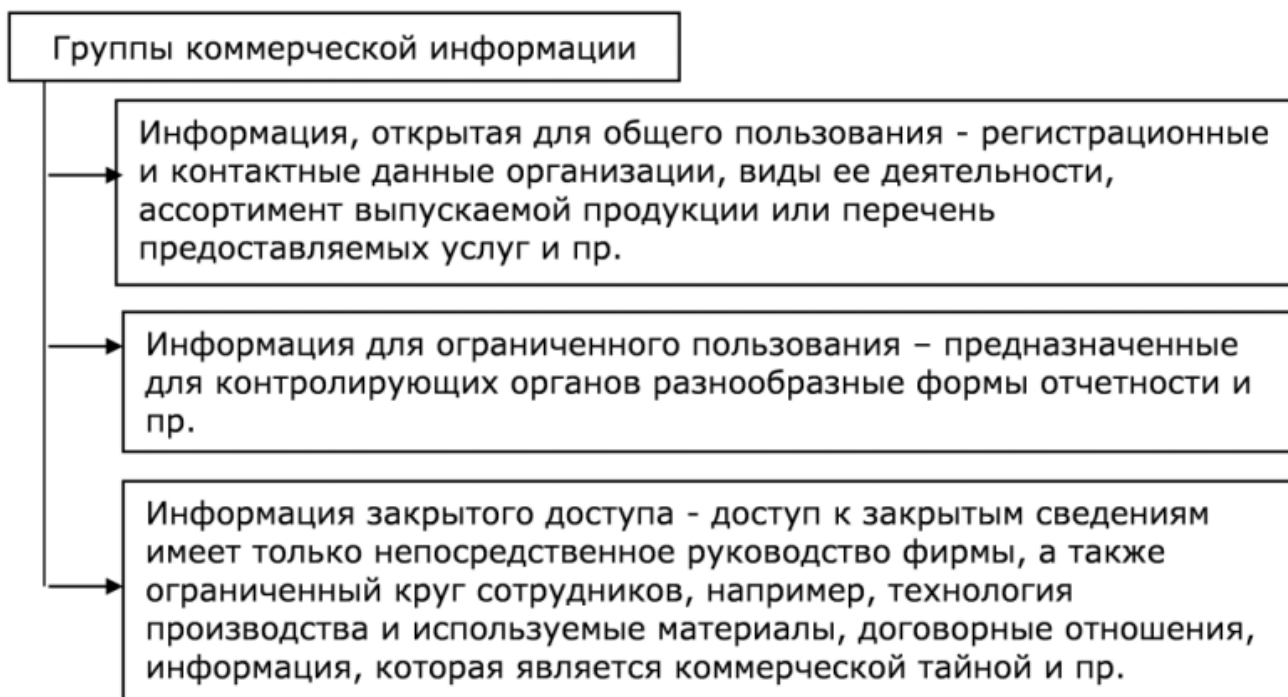 Группы коммерческой информации
Информация, открытая для общего пользования - регистрационные
и контактные данные организации, виды ее деятельности,
ассортимент выпускаемой продукции или перечень
предоставляемых услуг и пр.
Информация для ограниченного пользования – предназначенные
для контролирующих органов разнообразные формы отчетности и
пр.
Информация закрытого доступа - доступ к закрытым сведениям
имеет только непосредственное руководство фирмы, а также
ограниченный круг сотрудников, например, технология
производства и используемые материалы, договорные отношения,
информация, которая является коммерческой тайной и пр.